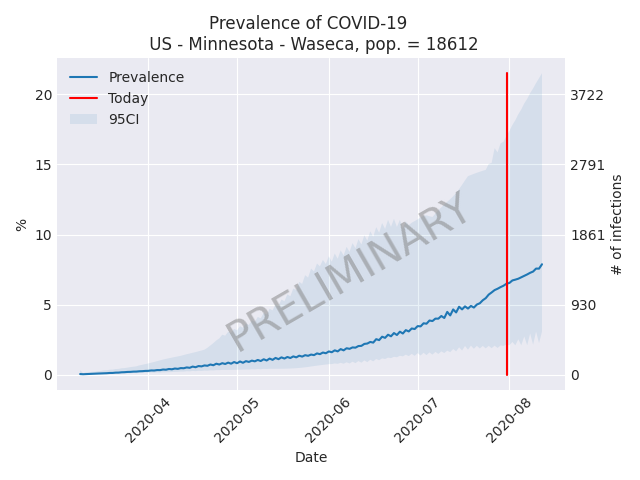 Prevalence of COVID-19
US - Minnesota - Waseca, pop. = 18612
Prevalence
Today
95CI
PRELIMINARY
%
20
15
10
5
0
3722
2791
1861
930
0
# of infections
2020-04
2020-05
2020-06
2020-07
2020-08
Date